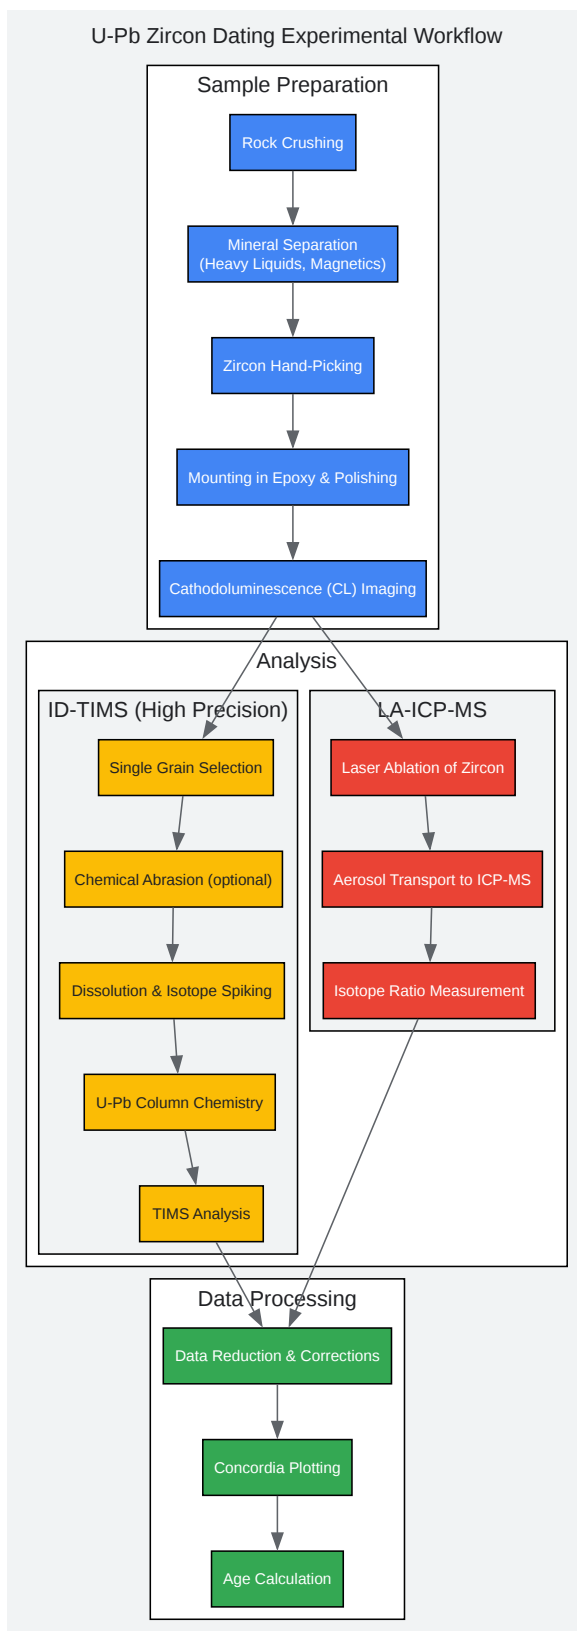 U-Pb Zircon Dating Experimental Workflow
Sample Preparation
Rock Crushing
Mineral Separation
(Heavy Liquids, Magnetics)
Zircon Hand-Picking
Mounting in Epoxy & Polishing
Cathodoluminescence (CL) Imaging
Analysis
ID-TIMS (High Precision)
Single Grain Selection
Chemical Abrasion (optional)
Dissolution & Isotope Spiking
U-Pb Column Chemistry
TIMS Analysis
LA-ICP-MS
Laser Ablation of Zircon
Aerosol Transport to ICP-MS
Isotope Ratio Measurement
Data Processing
Data Reduction & Corrections
Concordia Plotting
Age Calculation